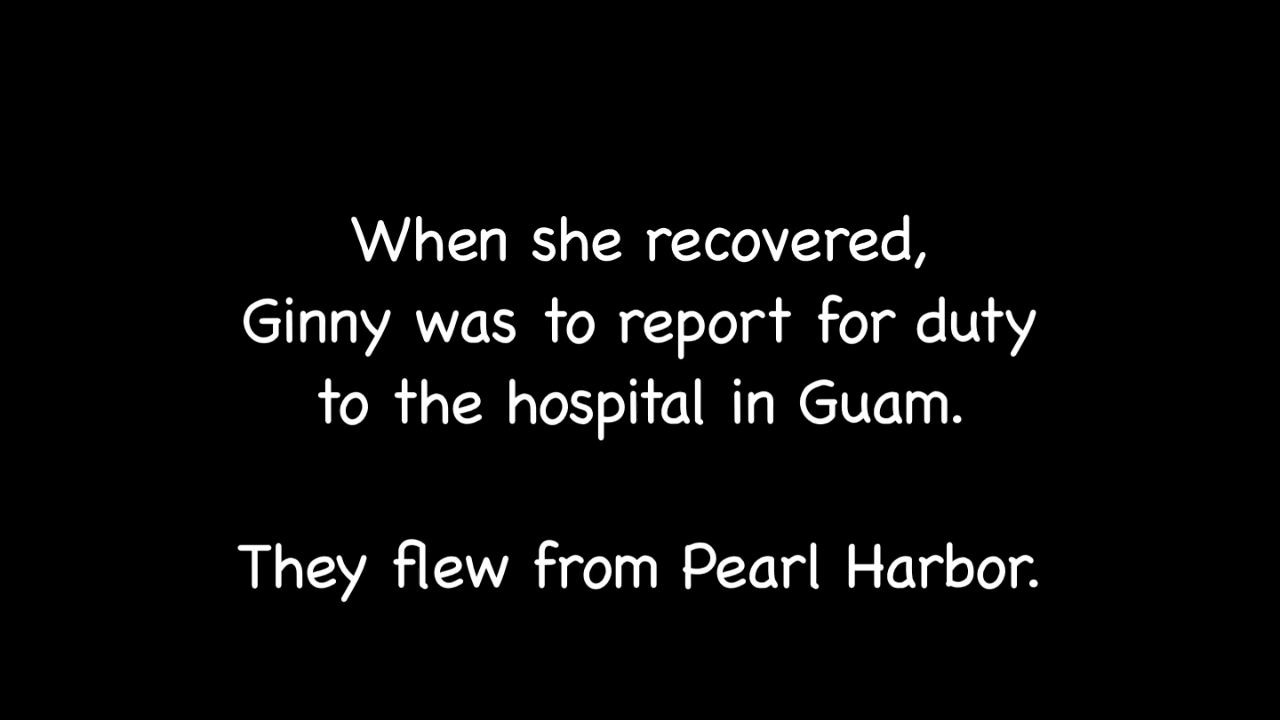 When she recovered,
Ginny was to report for duty
to the hospital in Guam.
They flew from Pearl Harbor.